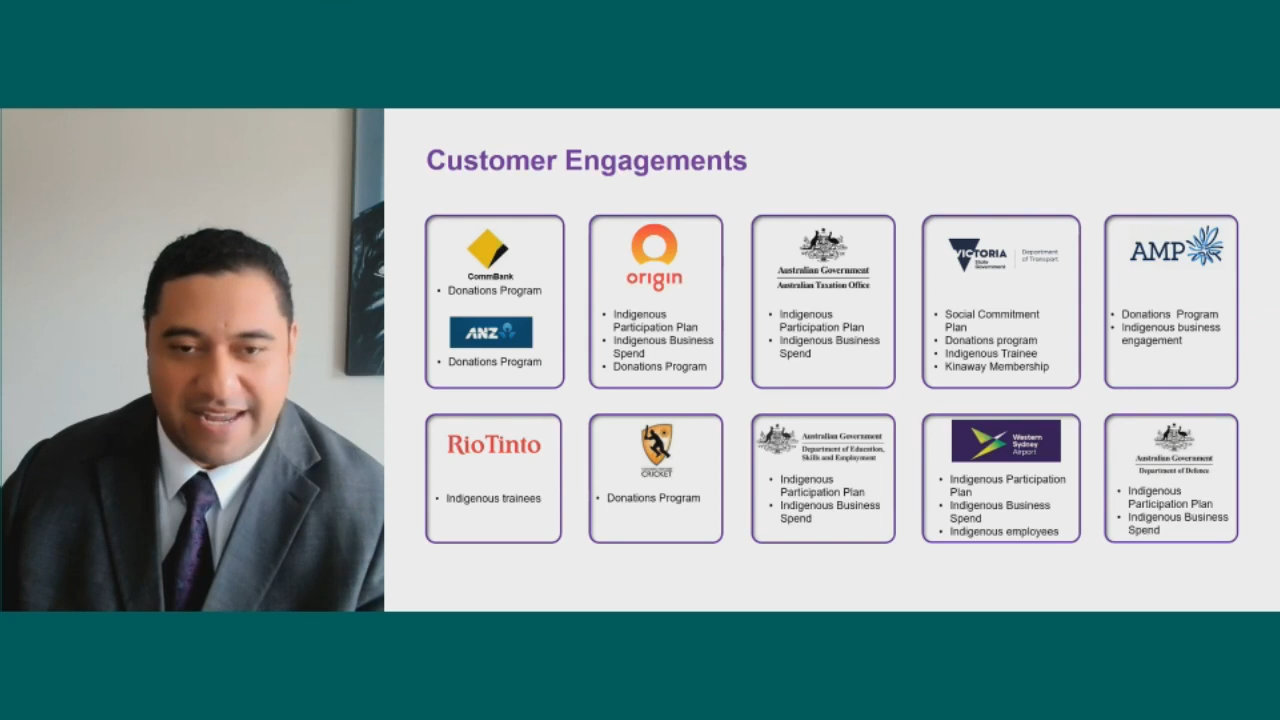 Customer Engagements
CommBank
• Donations Program
ANZ
• Donations Program
origin
• Indigenous
Participation Plan
• Indigenous Business
Spend
• Donations Program
Australian Government
Australian Taxation Office
• Indigenous
Participation Plan
• Indigenous Business
Spend
VICTORIA
State
Government
Department
of Transport
• Social Commitment
Plan
• Donations program
• Indigenous Trainee
• Kinaway Membership
AMP
• Donations Program
• Indigenous business
engagement
RioTinto
• Indigenous trainees
CRICKET
• Donations Program
Australian Government
Department of Education,
Skills and Employment
• Indigenous
Participation Plan
• Indigenous Business
Spend
Western
Sydney
Airport
• Indigenous Participation
Plan
• Indigenous Business
Spend
• Indigenous employees
Australian Government
Department of Defence
• Indigenous
Participation Plan
• Indigenous Business
Spend